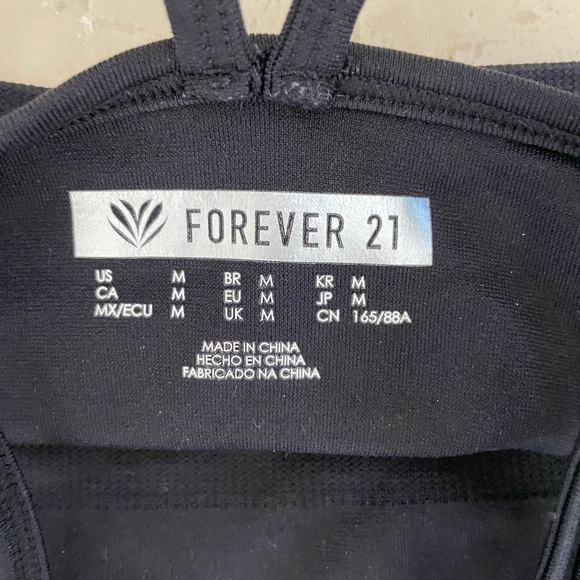 FOREVER 21
US M BR M KR M
CA M EU M JP M
MX/ECU M UK M CN 165/88A
MADE IN CHINA
HECHO EN CHINA
FABRICADO NA CHINA